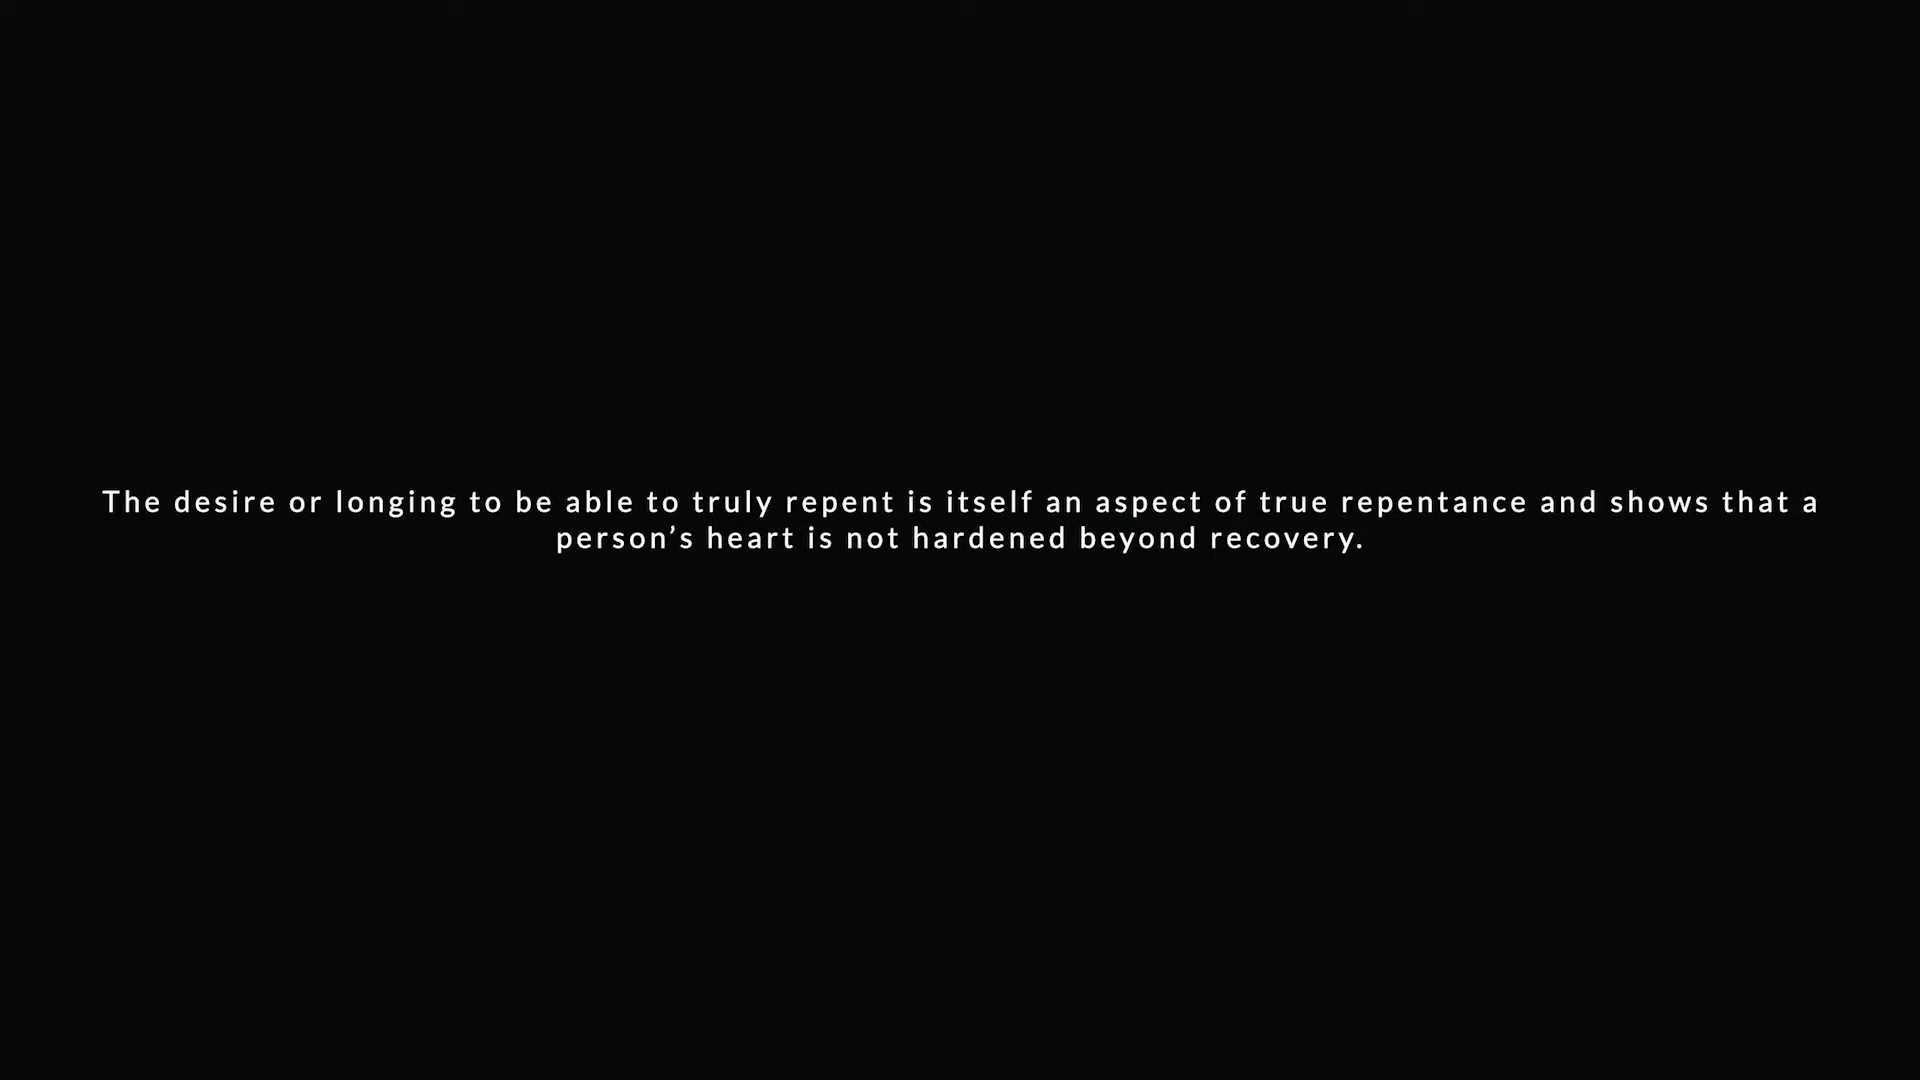 The desire or longing to be able to truly repent is itself an aspect of true repentance and shows that a
person’s heart is not hardened beyond recovery.